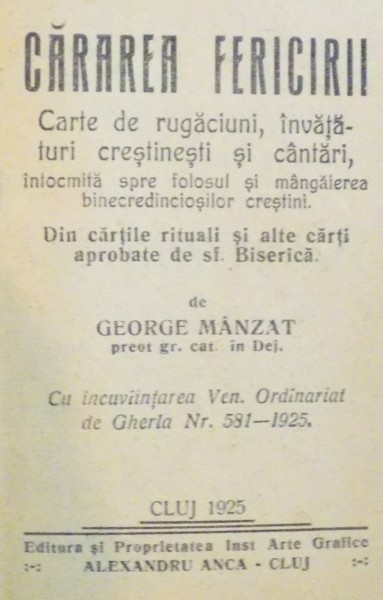 CĂRAREA FERICIRII
Carte de rugăciuni, învăță-
turi creștinești și cântări,
întocmită spre folosul și mângăierea
binecredincioșilor creștini.
Din cărțile rituali și alte cărți
aprobate de sf. Biserică.
de
GEORGE MÂNZAT
preot gr. cat. în Dej.
Cu incuviințarea Ven. Ordinariat
de Gherla Nr. 581—1925.
CLUJ 1925
Editura și Proprietatea Inst Arte Grafice
:-: ALEXANDRU ANCA - CLUJ :-: